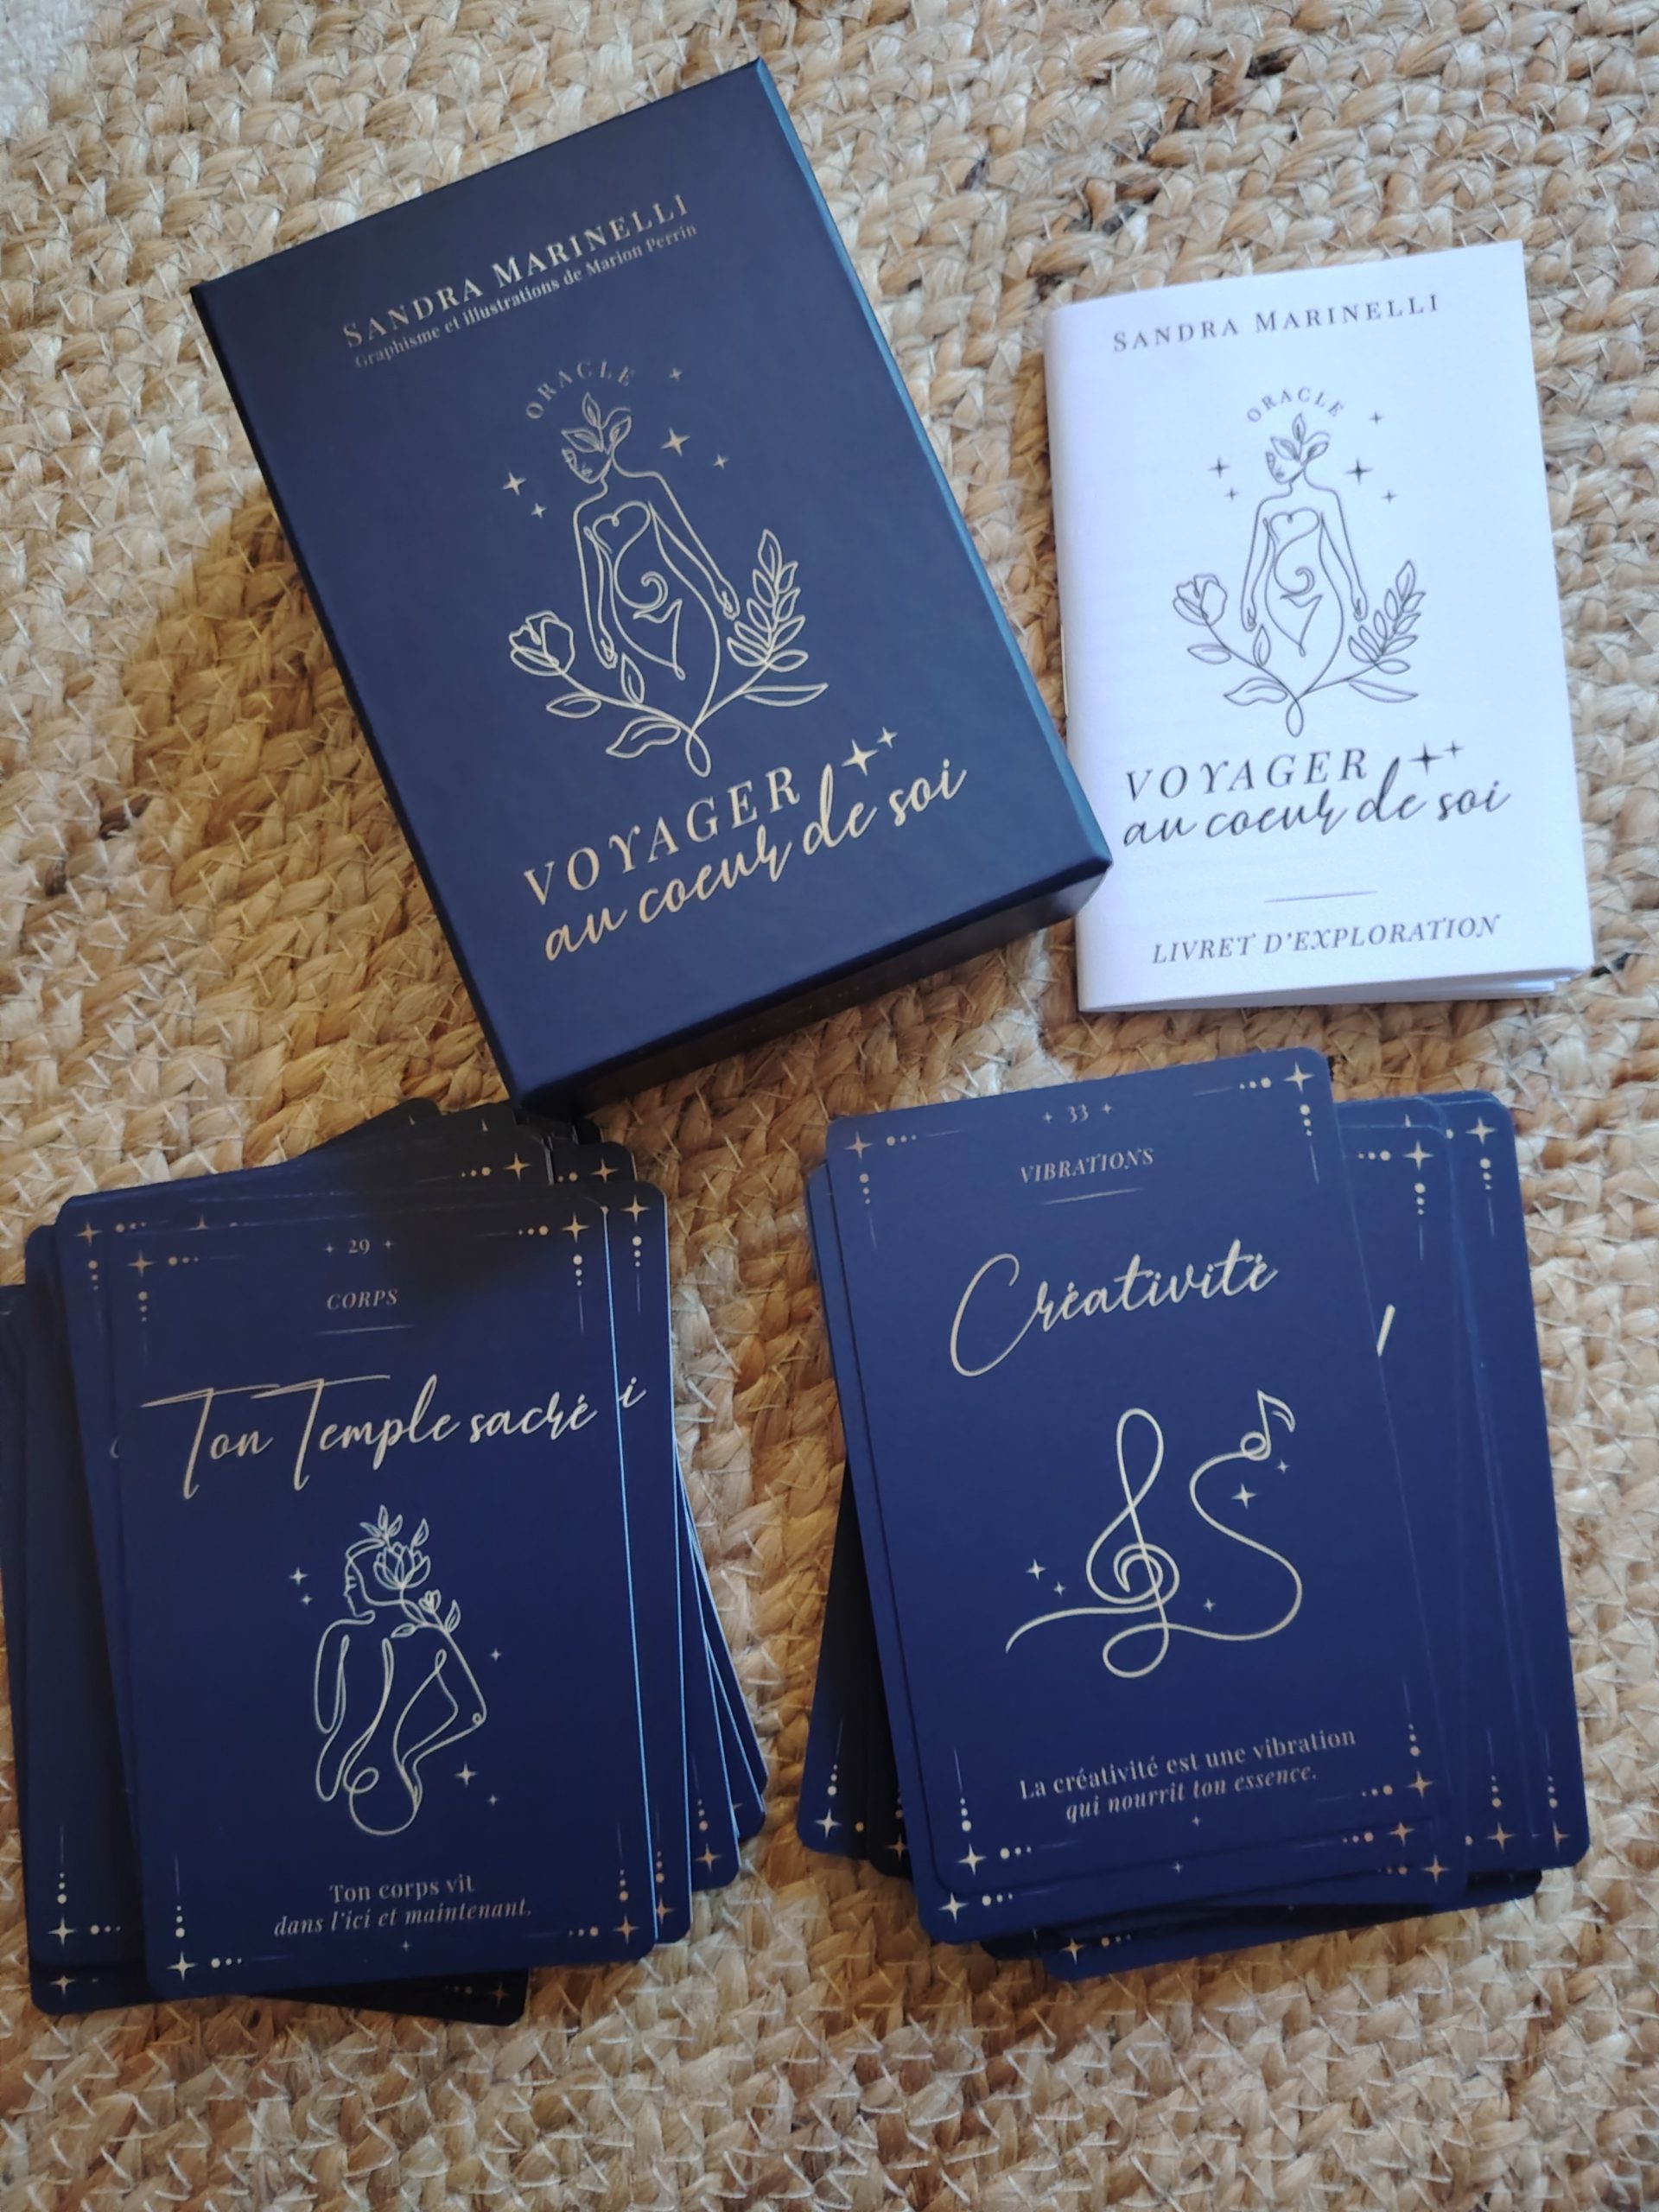 SANDRA MARINELLI
Graphisme et illustrations de Marion Perrin
ORACLE
VOYAGER
au coeur de soi
SANDRA MARINELLI
ORACLE
VOYAGER
au coeur de soi
LIVRET D'EXPLORATION
29
CORPS
Ton Temple sacré
i
Ton corps vit
dans l'ici et maintenant.
33
VIBRATIONS
Créativité
La créativité est une vibration
qui nourrit ton essence.